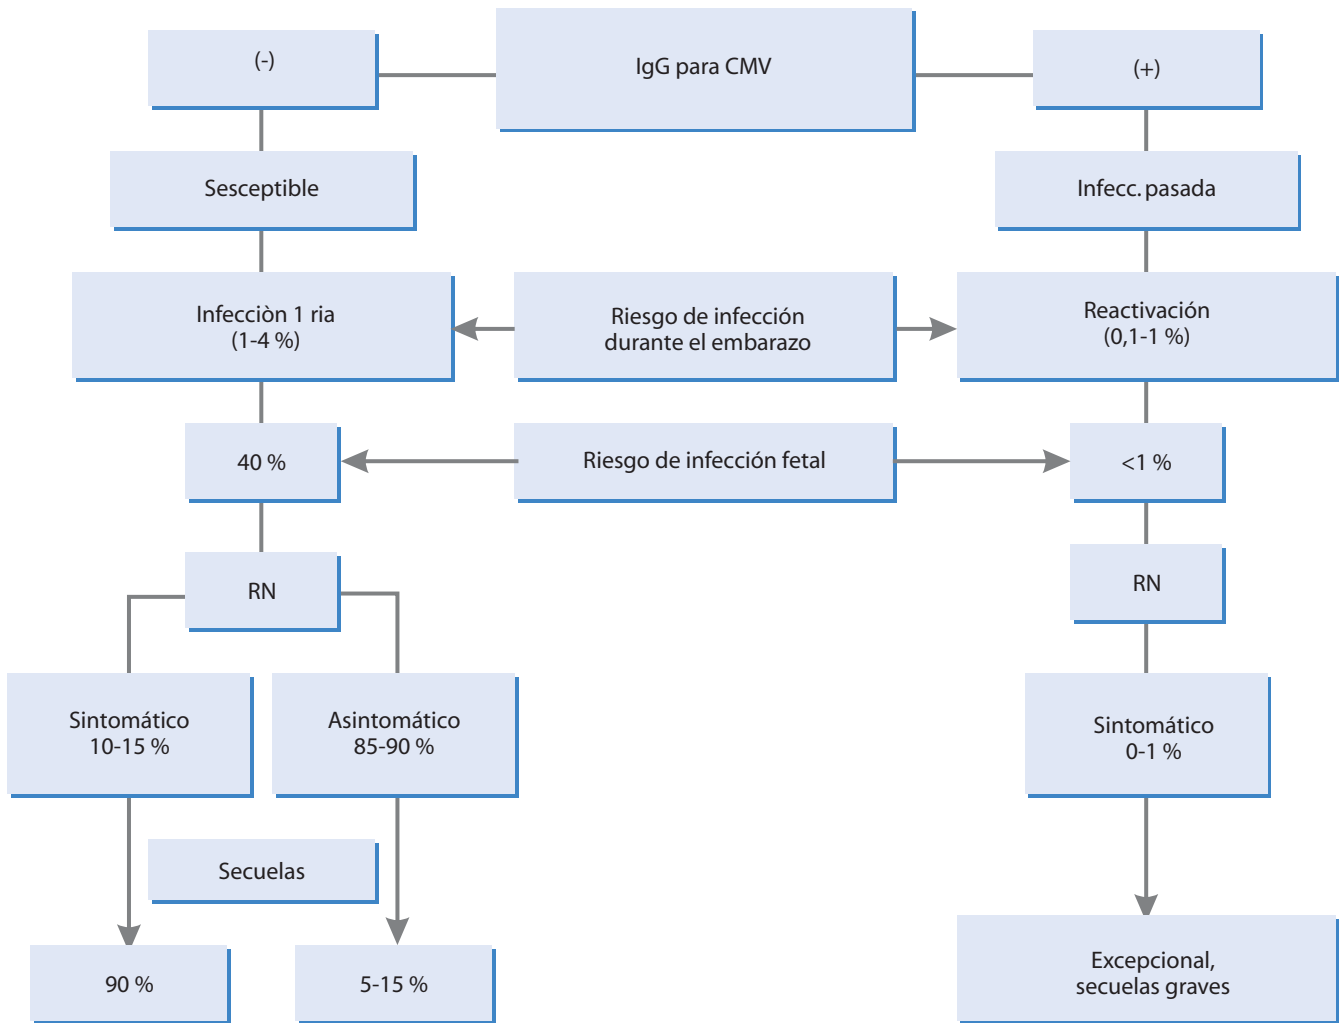 (-)
IgG para CMV
(+)
Sesceptible
Infecc. pasada
Infecciòn 1 ria
(1-4 %)
Riesgo de infección
durante el embarazo
Reactivación
(0,1-1 %)
40 %
Riesgo de infección fetal
<1 %
RN
RN
Sintomático
10-15 %
Asintomático
85-90 %
Sintomático
0-1 %
Secuelas
90 %
5-15 %
Excepcional,
secuelas graves